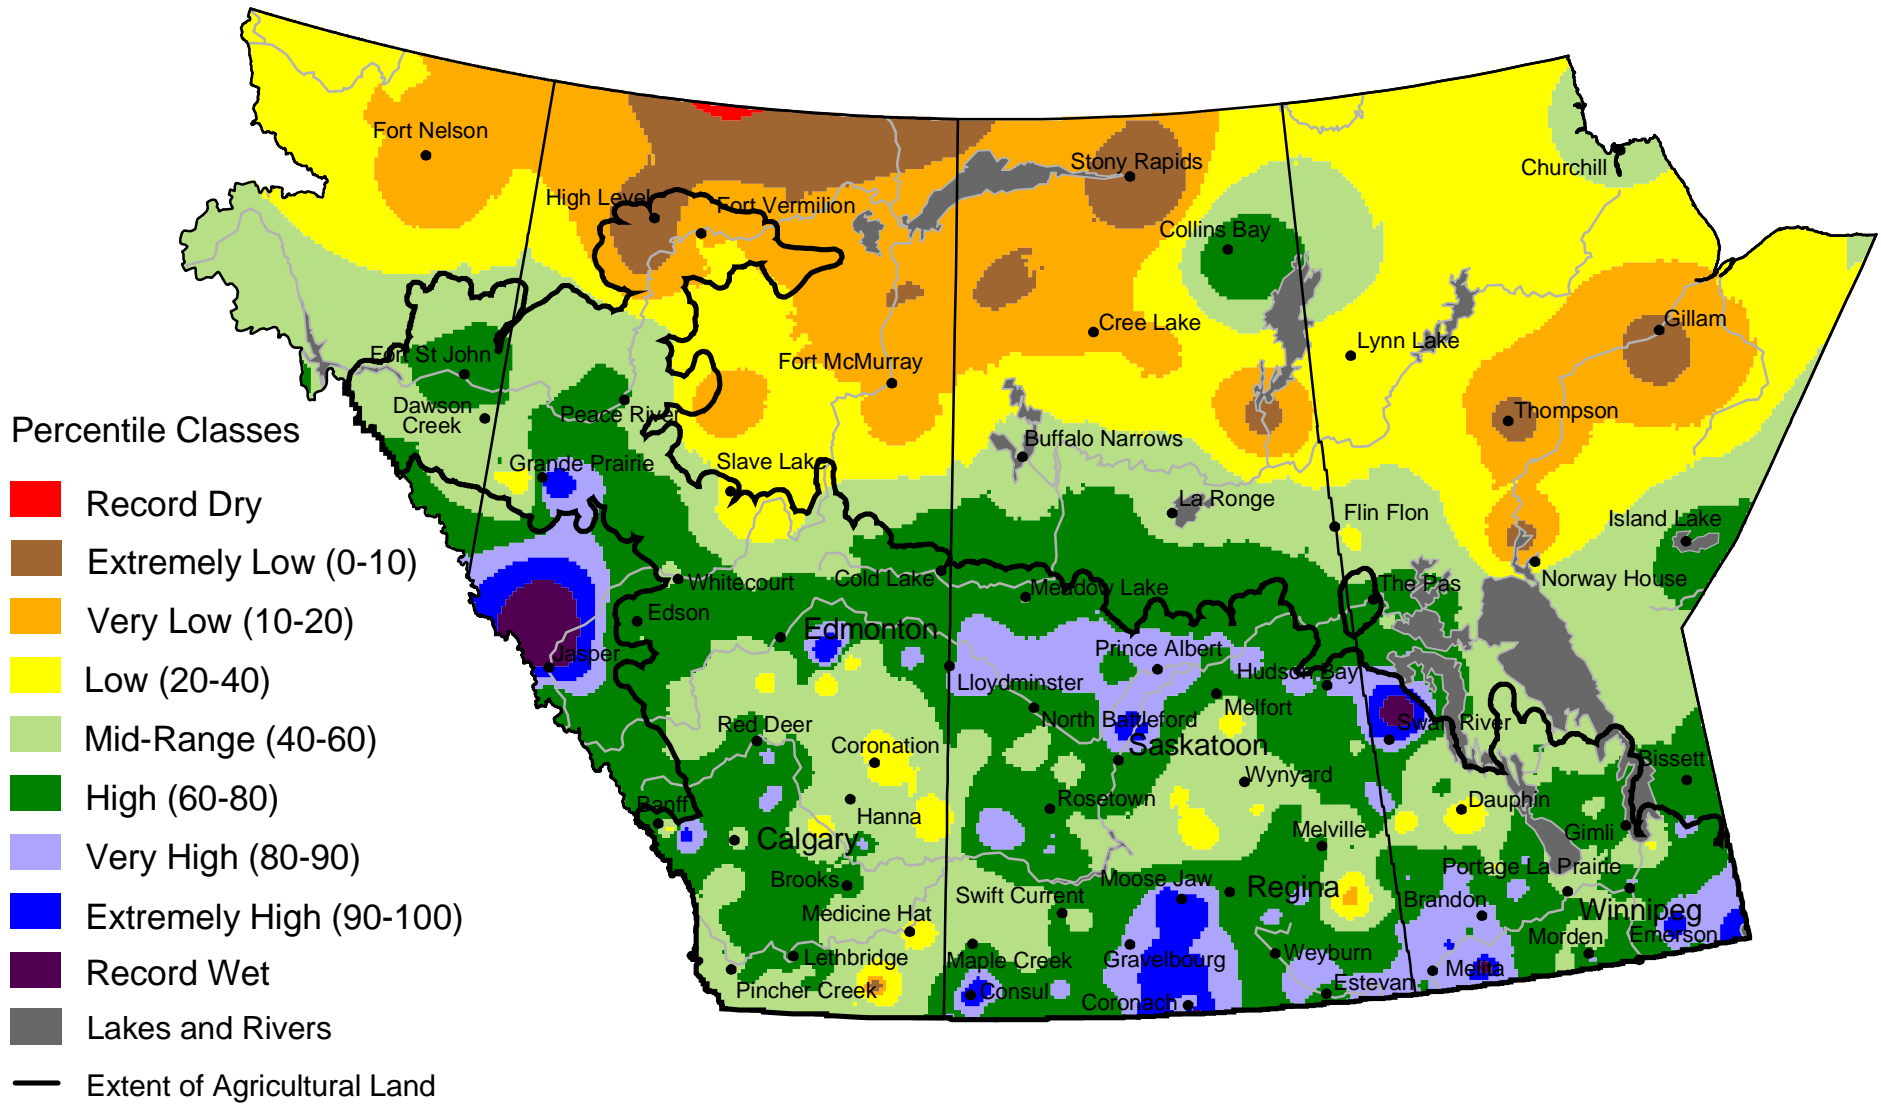 Fort Nelson
Stony Rapids
Churchill
High Level
Fort Vermilion
Collins Bay
Gillam
Cree Lake
Lynn Lake
Fort St John
Fort McMurray
Dawson
Creek
Peace River
Thompson
Buffalo Narrows
Grande Prairie
Slave Lake
La Ronge
Flin Flon
Island Lake
Whitecourt
Cold Lake
Meadow Lake
The Pas
Norway House
Edson
Edmonton
Jasper
Prince Albert
Hudson Bay
Lloydminster
Red Deer
Coronation
North Battleford
Melfort
Swan River
Saskatoon
Wynyard
Bissett
Banff
Hanna
Rosetown
Dauphin
Calgary
Melville
Gimli
Brooks
Swift Current
Moose Jaw
Regina
Portage La Prairie
Brandon
Medicine Hat
Winnipeg
Morden
Emerson
Lethbridge
Maple Creek
Gravelbourg
Weyburn
Melita
Pincher Creek
Consul
Coronach
Estevan
Percentile Classes
Record Dry
Extremely Low (0-10)
Very Low (10-20)
Low (20-40)
Mid-Range (40-60)
High (60-80)
Very High (80-90)
Extremely High (90-100)
Record Wet
Lakes and Rivers
Extent of Agricultural Land